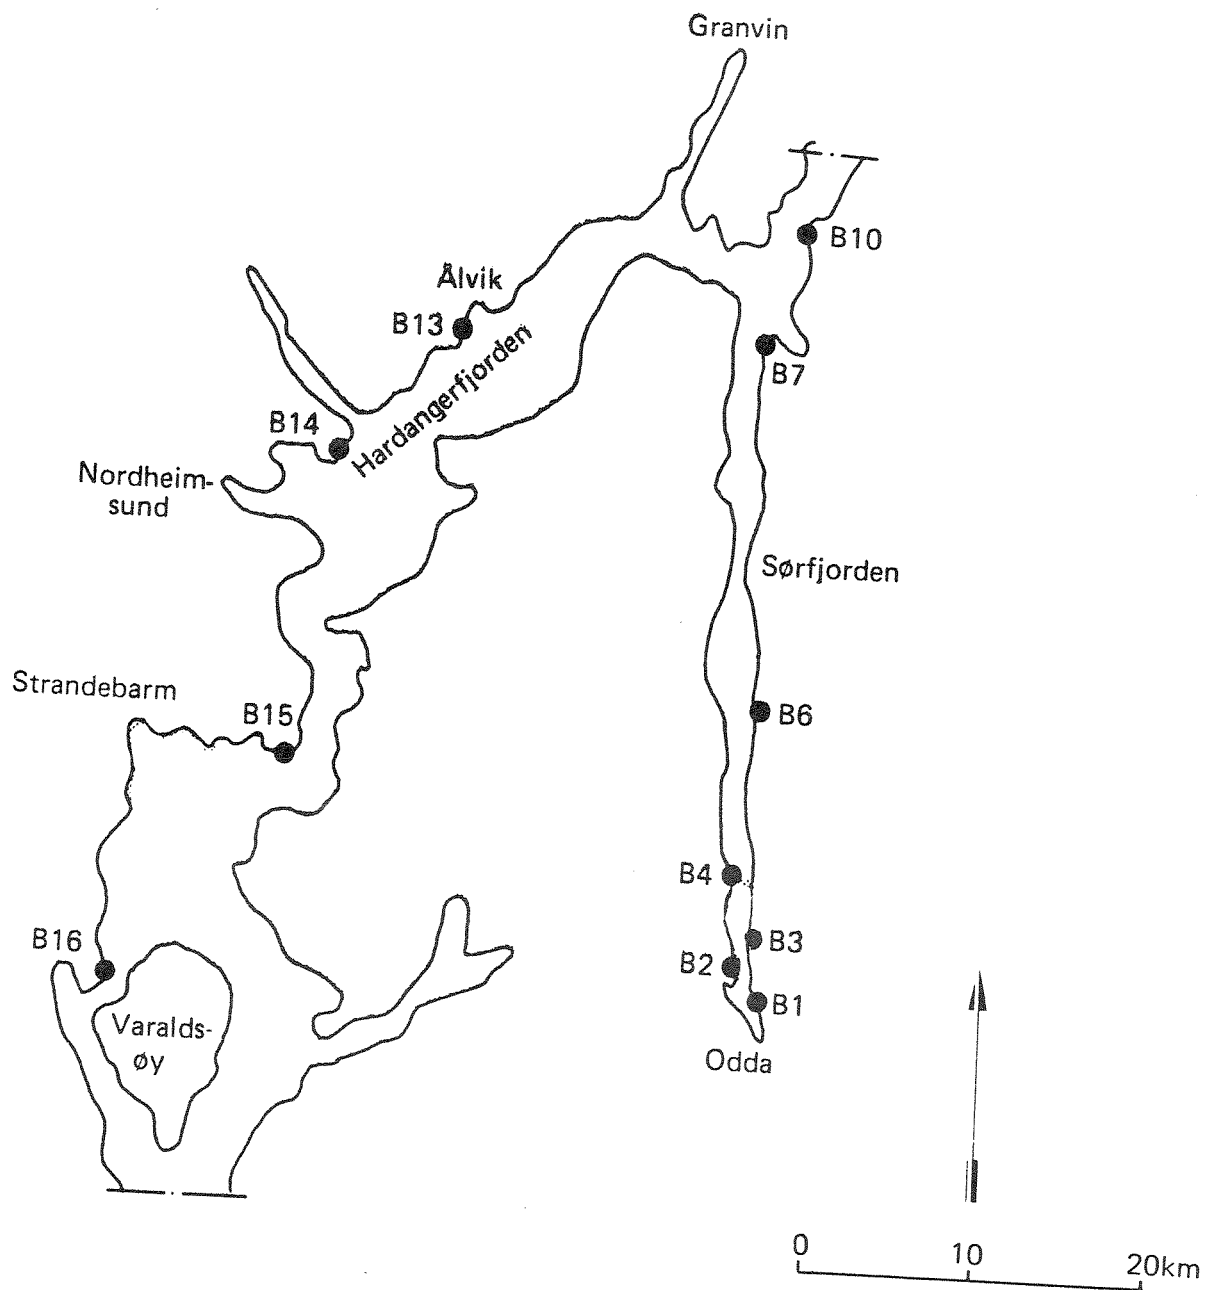 Granvin
B10
Ålvik
B13
Hardangerfjorden
B7
B14
Nordheim-
sund
Sørfjorden
Strandebarm
B15
B6
B4
B16
B3
B2
B1
Varalds-
øy
Odda
0
10
20km